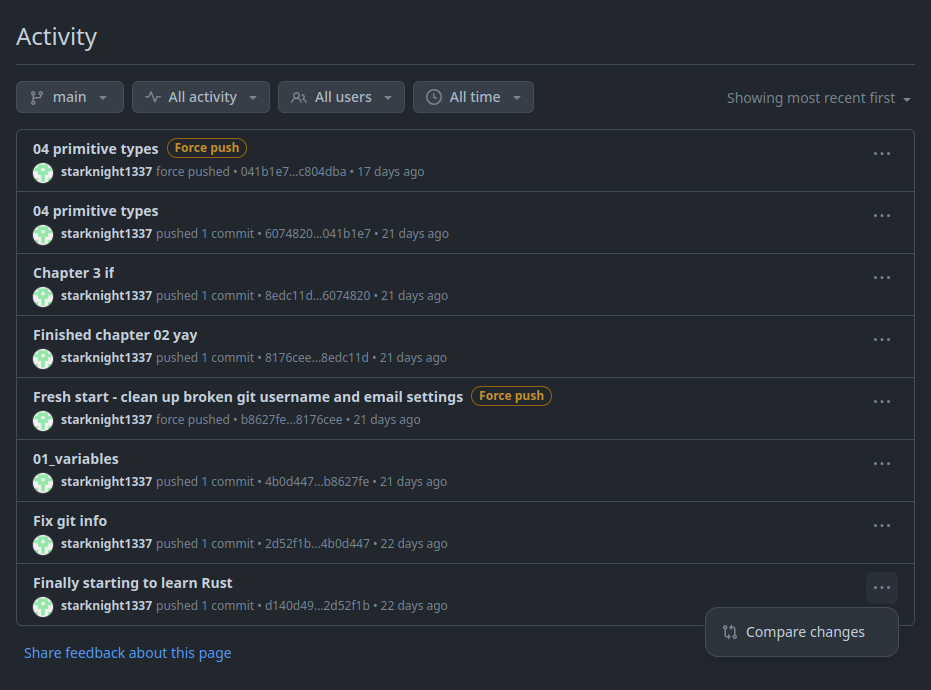 Activity
main All activity All users All time Showing most recent first
04 primitive types Force push
starknight1337 force pushed • 041b1e7...c804dba • 17 days ago
04 primitive types
starknight1337 pushed 1 commit • 6074820...041b1e7 • 21 days ago
Chapter 3 if
starknight1337 pushed 1 commit • 8edc11d...6074820 • 21 days ago
Finished chapter 02 yay
starknight1337 pushed 1 commit • 8176cee...8edc11d • 21 days ago
Fresh start - clean up broken git username and email settings Force push
starknight1337 force pushed • b8627fe...8176cee • 21 days ago
01_variables
starknight1337 pushed 1 commit • 4b0d447...b8627fe • 21 days ago
Fix git info
starknight1337 pushed 1 commit • 2d52f1b...4b0d447 • 22 days ago
Finally starting to learn Rust
starknight1337 pushed 1 commit • d140d49...2d52f1b • 22 days ago
Compare changes
Share feedback about this page